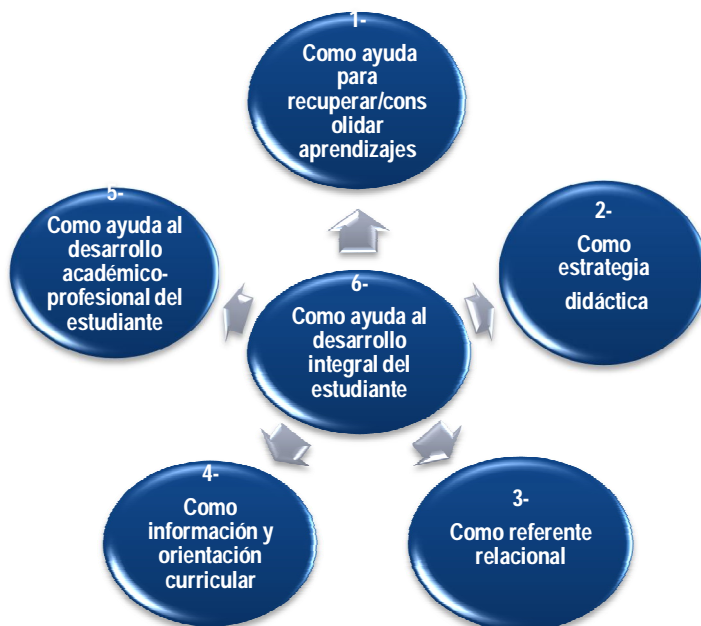 1-
Como ayuda
para
recuperar/cons
olidar
aprendizajes
2-
Como
estrategia
didáctica
3-
Como referente
relacional
4-
Como
información y
orientación
curricular
5-
Como ayuda al
desarrollo
académico-
profesional del
estudiante
6-
Como ayuda al
desarrollo
integral del
estudiante